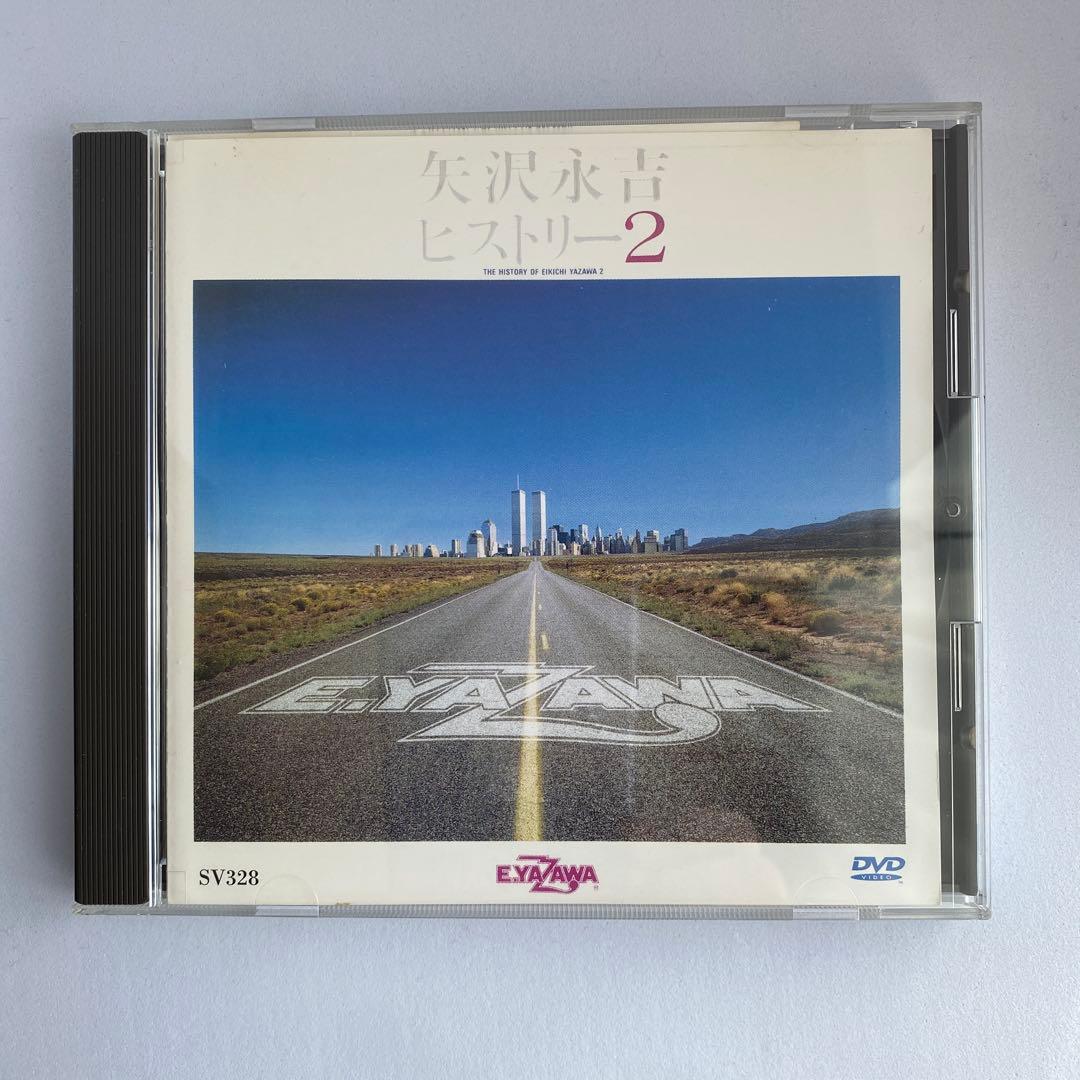 矢沢永吉
ヒストリー2
THE HISTORY OF EIKICHI YAZAWA 2
E.YAZAWA
SV328
E.YAZAWA
DVD
VIDEO